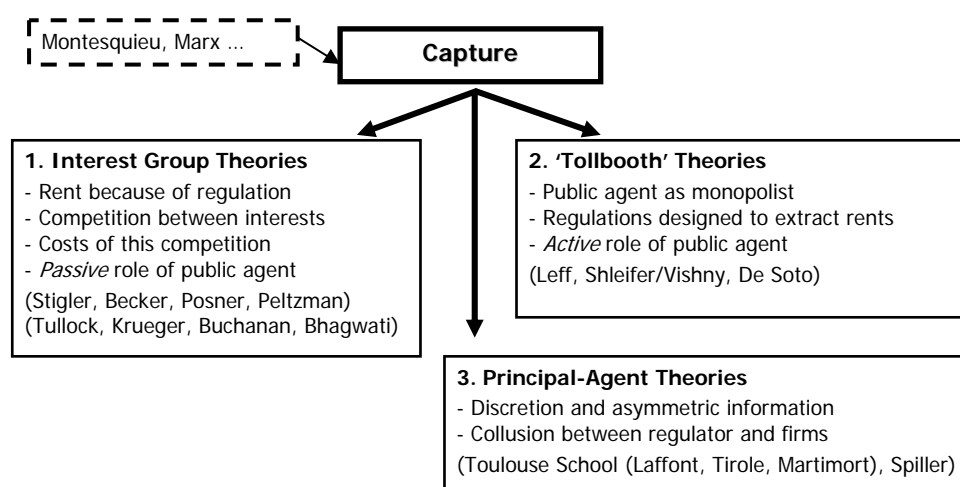 Montesquieu, Marx ...
Capture
1. Interest Group Theories
- Rent because of regulation
- Competition between interests
- Costs of this competition
- Passive role of public agent
(Stigler, Becker, Posner, Peltzman)
(Tullock, Krueger, Buchanan, Bhagwati)
2. ‘Tollbooth’ Theories
- Public agent as monopolist
- Regulations designed to extract rents
- Active role of public agent
(Leff, Shleifer/Vishny, De Soto)
3. Principal-Agent Theories
- Discretion and asymmetric information
- Collusion between regulator and firms
(Toulouse School (Laffont, Tirole, Martimort), Spiller)